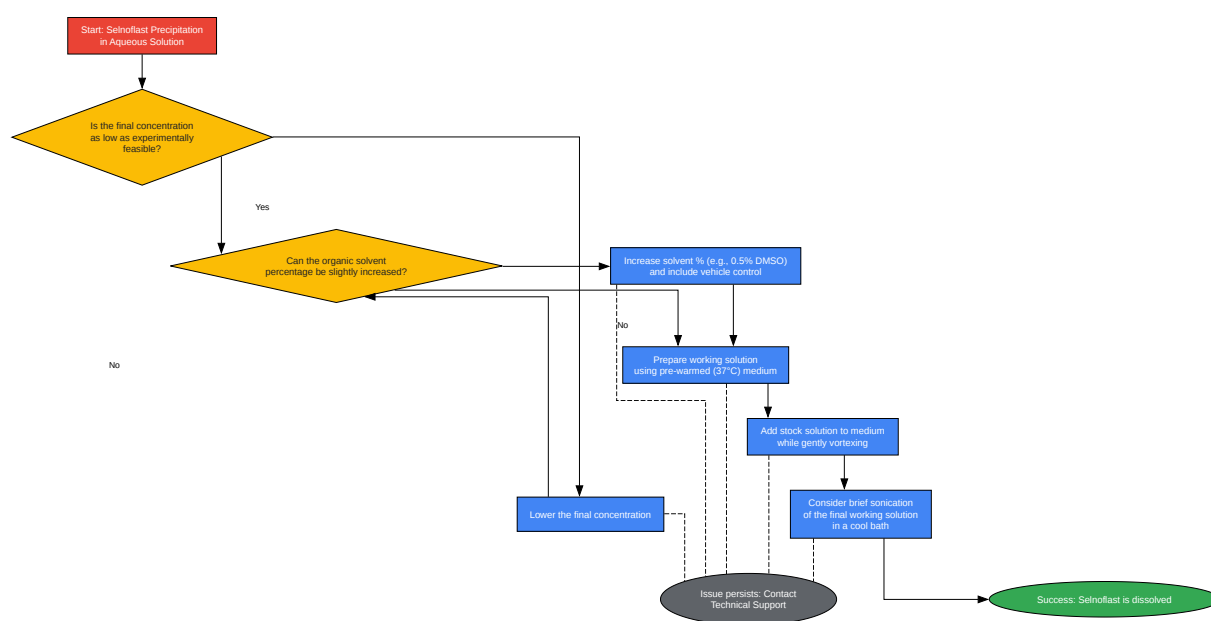 Start: Selnoflast Precipitation
in Aqueous Solution
Is the final concentration
as low as experimentally
feasible?
Yes
Can the organic solvent
percentage be slightly increased?
Increase solvent % (e.g., 0.5% DMSO)
and include vehicle control
No
Prepare working solution
using pre-warmed (37°C) medium
No
Add stock solution to medium
while gently vortexing
Consider brief sonication
of the final working solution
in a cool bath
Lower the final concentration
Issue persists: Contact
Technical Support
Success: Selnoflast is dissolved